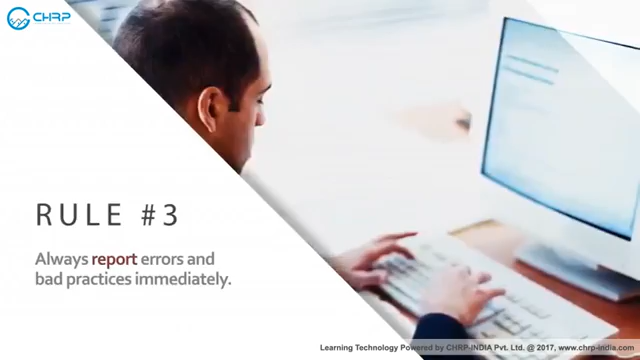 CHRP
RULE #3
Always report errors and
bad practices immediately.
Learning Technology Powered by CHRP-INDIA Pvt. Ltd. @ 2017, www.chrp-india.com